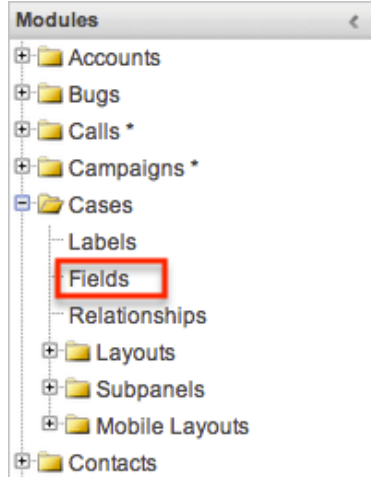 Modules
Accounts
Bugs
Calls *
Campaigns *
Cases
Labels
Fields
Relationships
Layouts
Subpanels
Mobile Layouts
Contacts